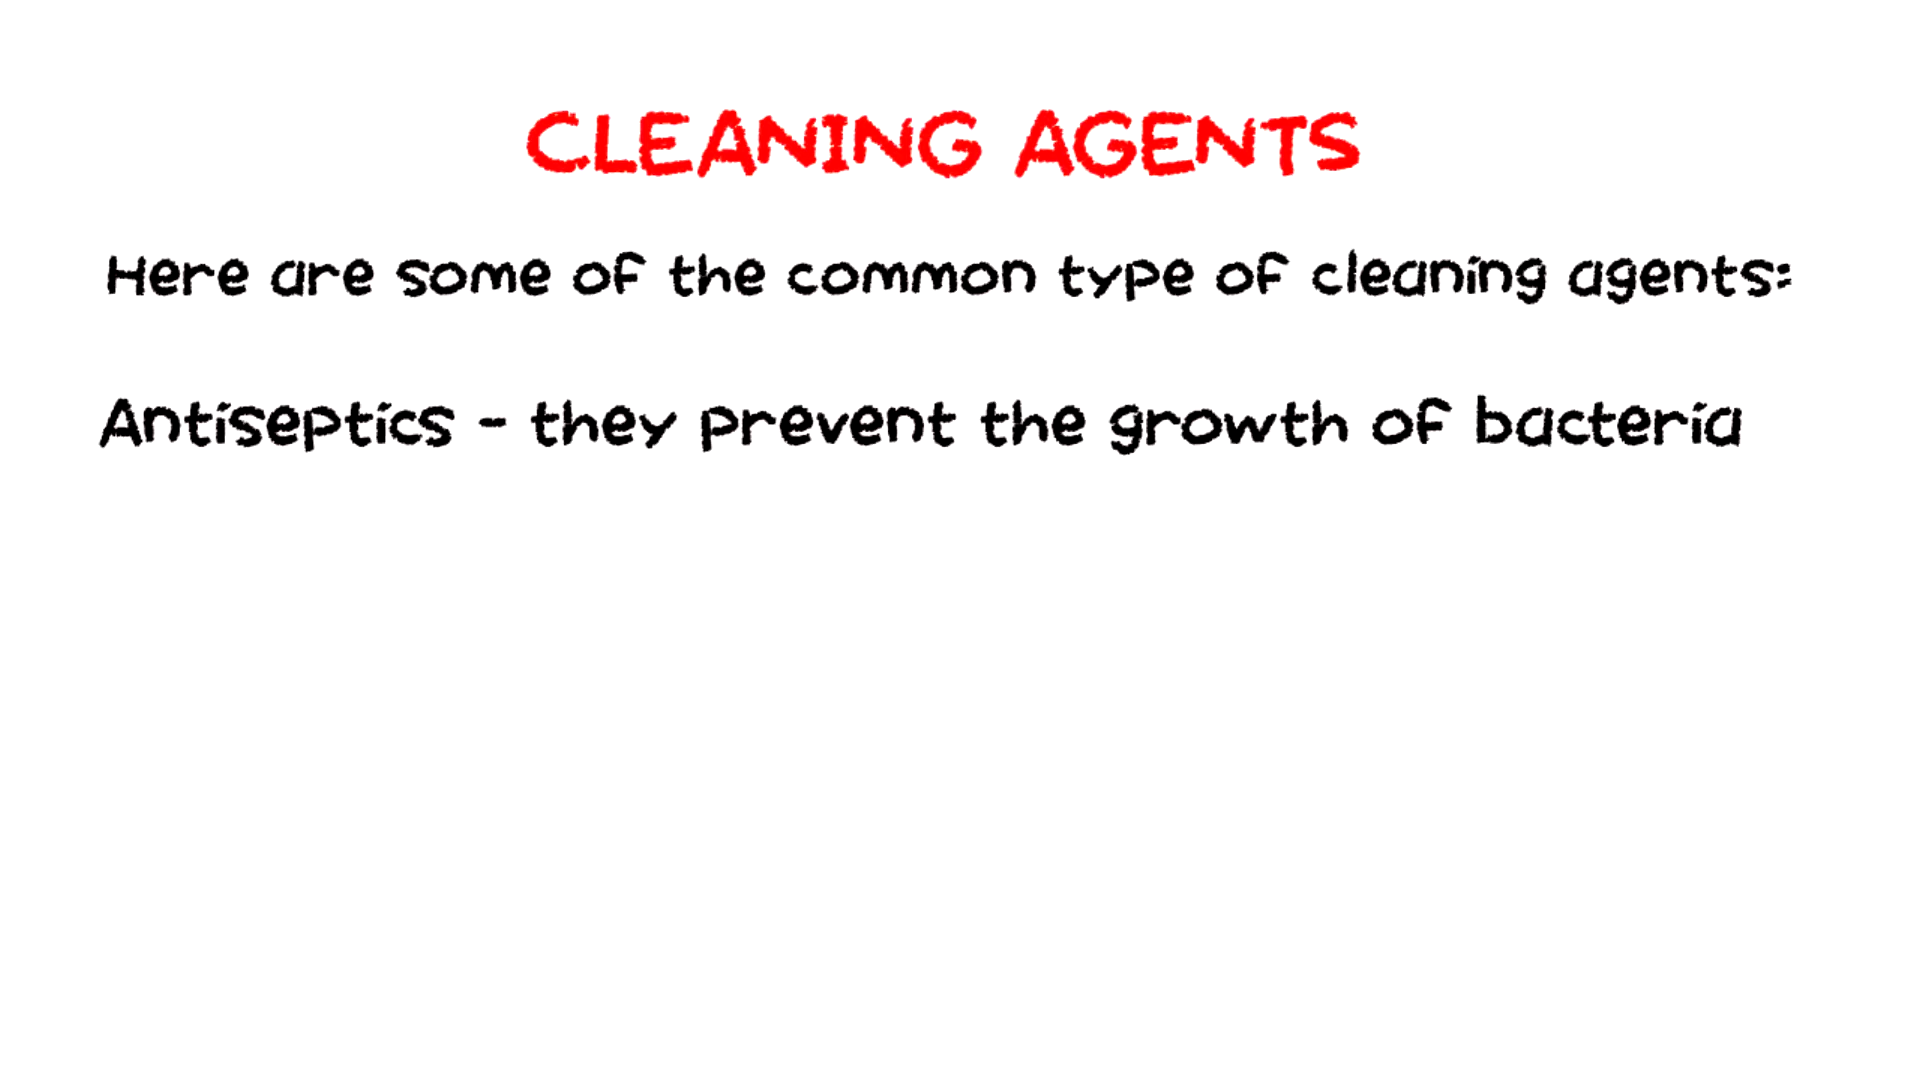 CLEANING AGENTS
Here are some of the common type of cleaning agents:
Antiseptics - they prevent the growth of bacteria